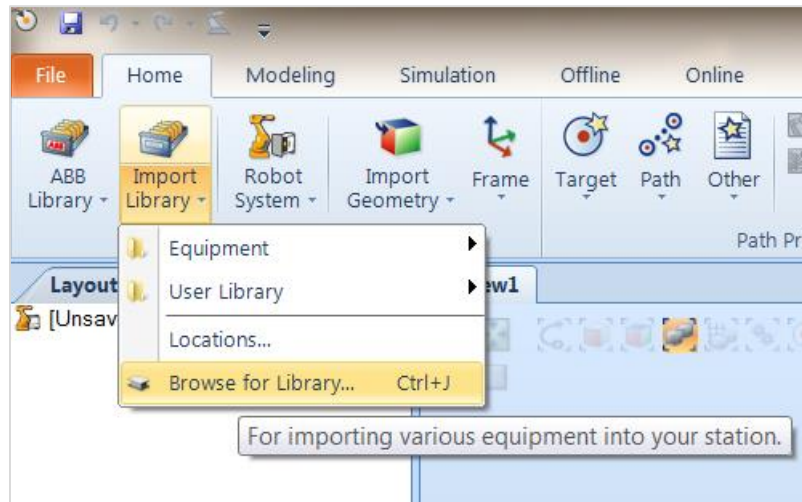 File Home Modeling Simulation Offline Online
ABB Import Robot Import Frame Target Path Other
Library Library System Geometry
Path Pr
Equipment
Layout ew1
User Library
[Unsav
Locations...
Browse for Library... Ctrl+J
For importing various equipment into your station.